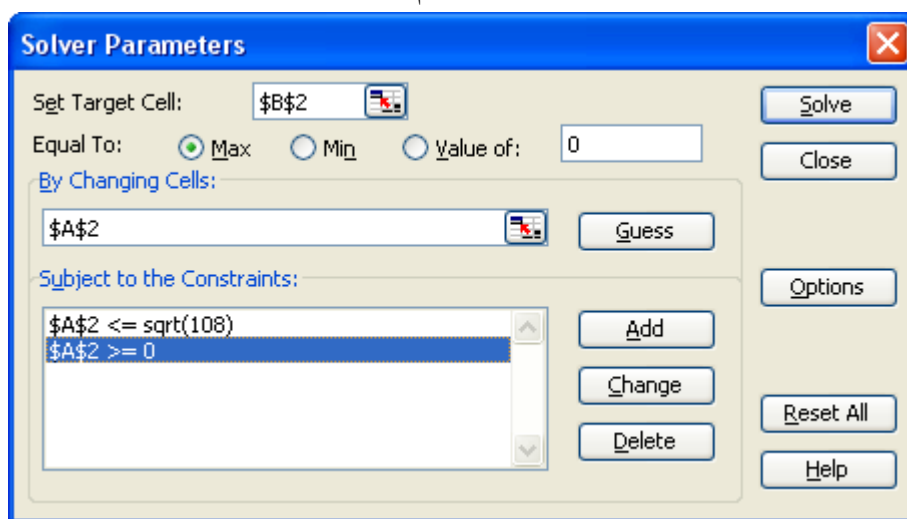 Solver Parameters
Set Target Cell: $B$2
Equal To: Max Min Value of: 0
By Changing Cells:
$A$2
Subject to the Constraints:
$A$2 <= sqrt(108)
$A$2 >= 0
Guess
Add
Change
Delete
Solve
Close
Options
Reset All
Help